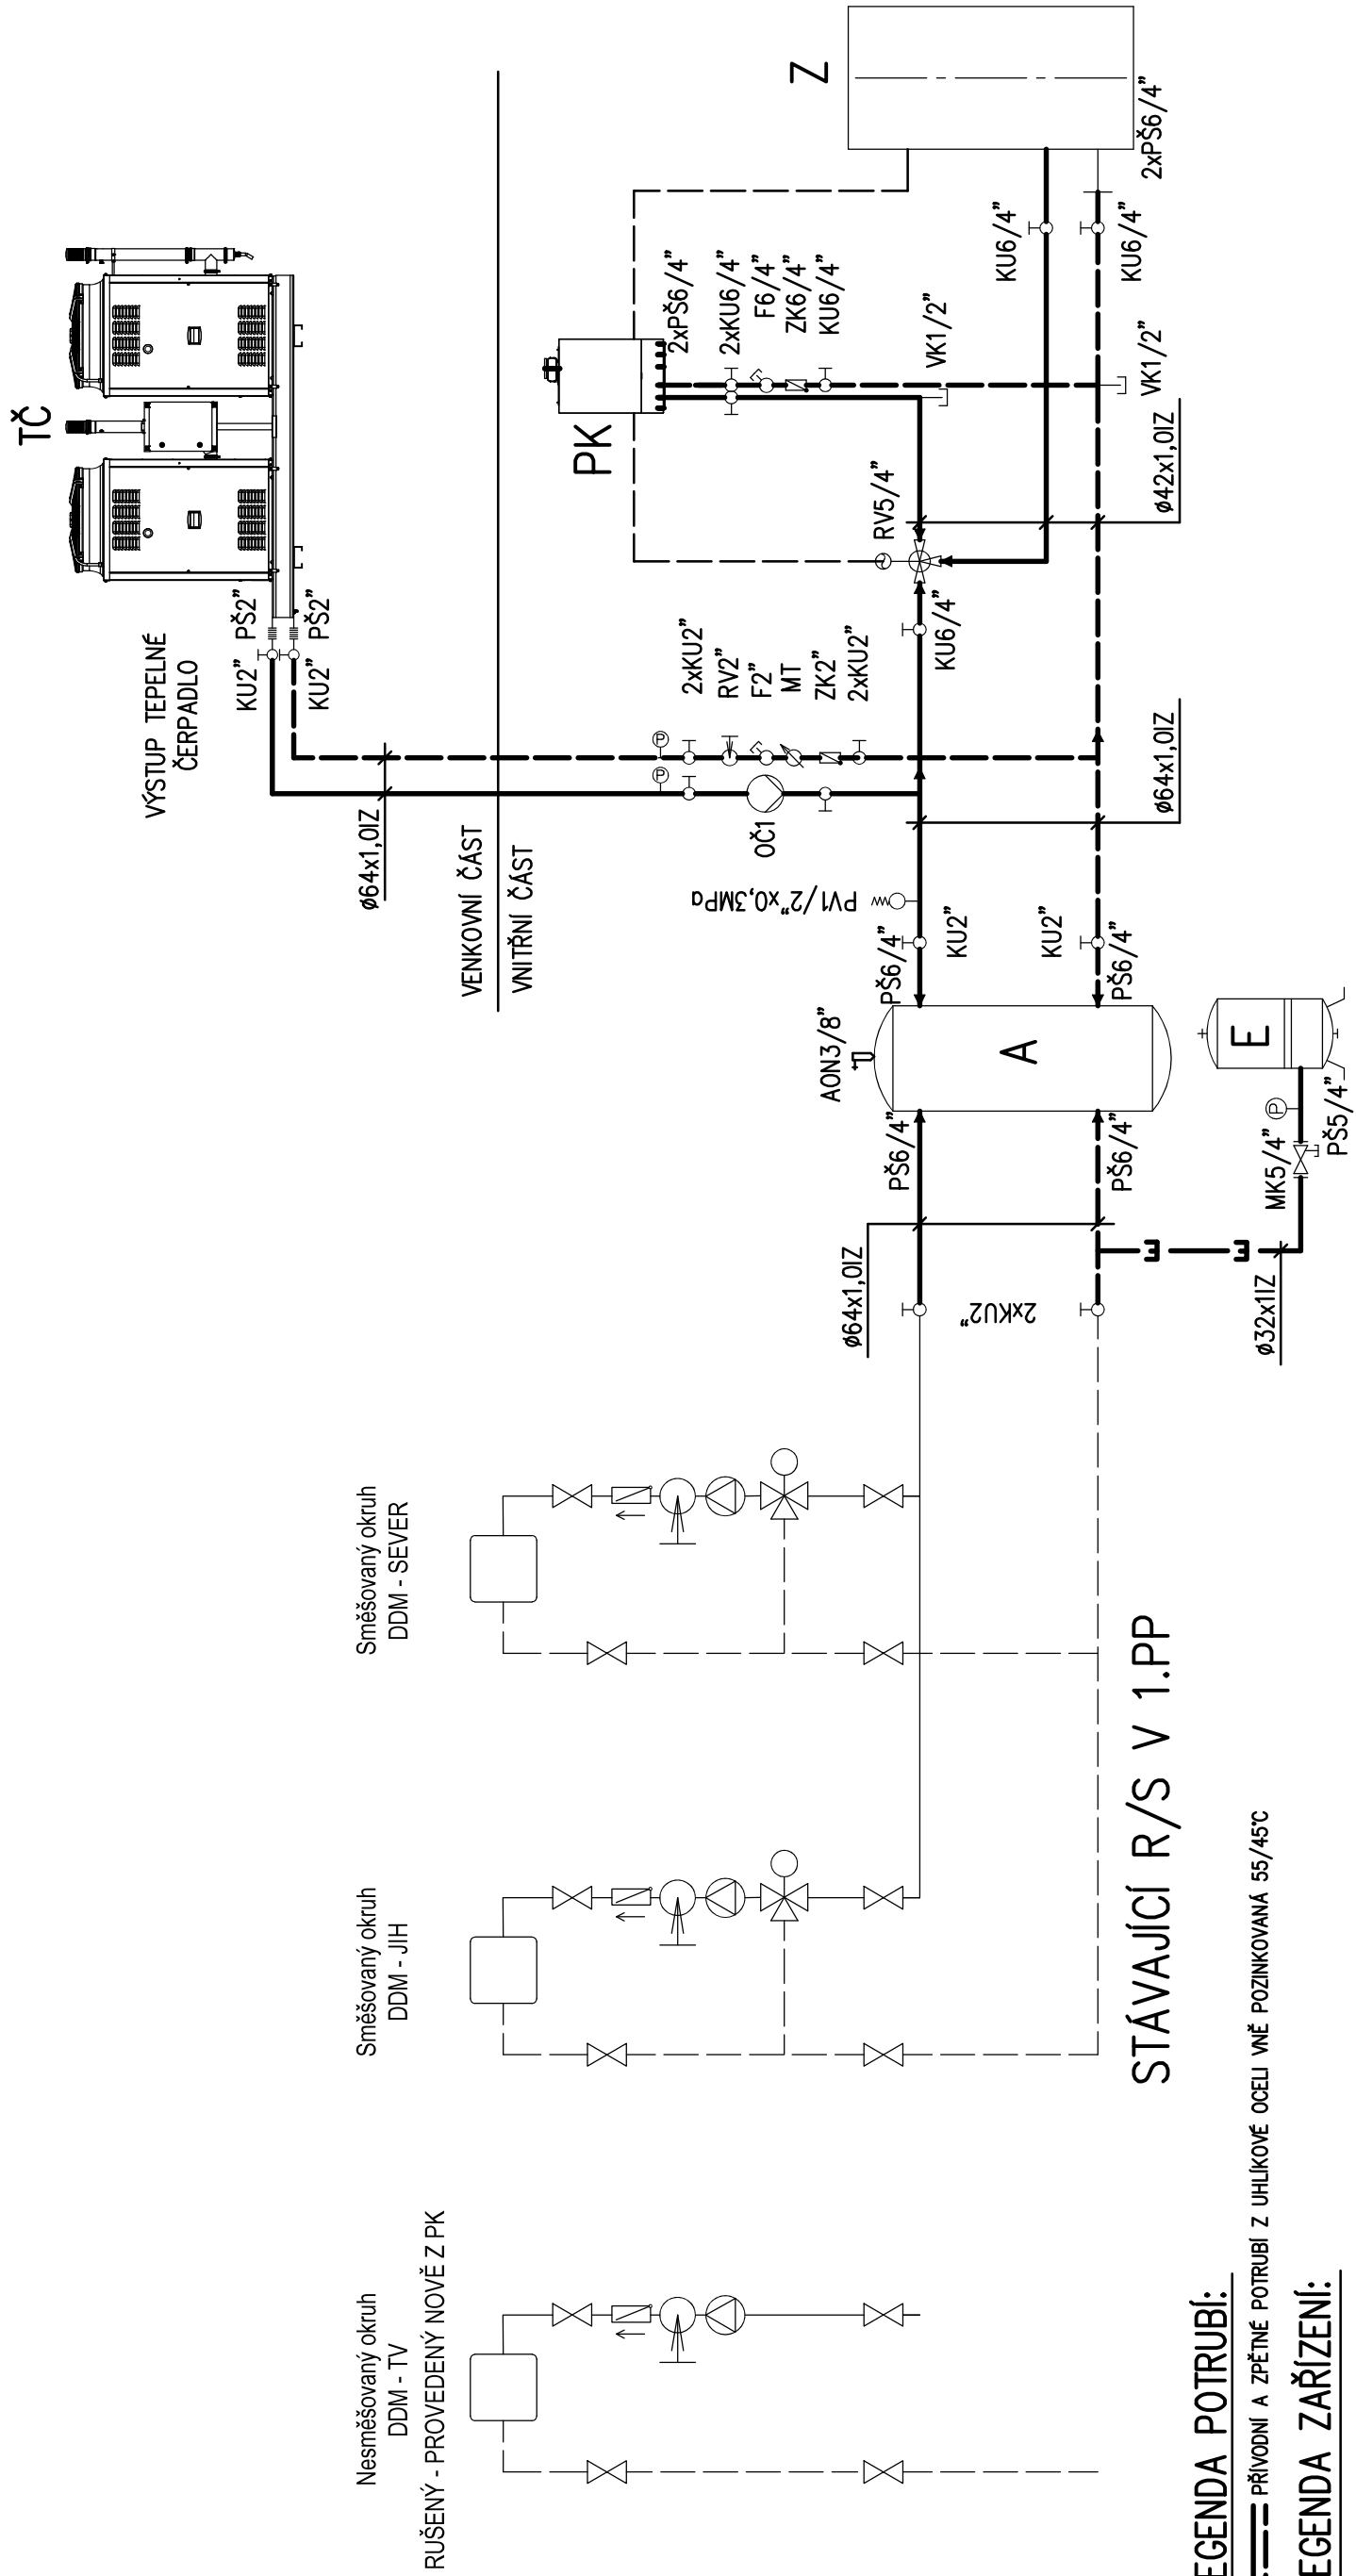 TČ
VÝSTUP TEPELNÉ
ČERPADLO
KU2" PŠ2"
KU2" PŠ2"
ø64x1,0IZ
VENKOVNÍ ČÁST
VNITŘNÍ ČÁST
PK
2xPŠ6/4"
2xKU6/4"
F6/4"
ZK6/4"
KU6/4"
VK1/2"
RV5/4"
Z
2xPŠ6/4"
KU6/4"
KU6/4"
VK1/2"
ø42x1,0IZ
2xKU2"
RV2"
F2"
MT
ZK2"
2xKU2"
KU6/4"
OČ1
ø64x1,0IZ
PV1/2"x0,3MPa
PŠ6/4"
KU2"
KU2"
PŠ6/4"
AON3/8"
A
PŠ6/4"
PŠ6/4"
E
MK5/4"
P
P
P
PŠ5/4"
ø64x1,0IZ
2xKU2"
E
E
ø32x1IZ
Směšovaný okruh
DDM - SEVER
Směšovaný okruh
DDM - JIH
Nesměšovaný okruh
DDM - TV
RUŠENÝ - PROVEDENÝ NOVĚ Z PK
STÁVAJÍCÍ R/S V 1.PP
EGENDA POTRUBÍ:
PŘÍVODNÍ A ZPĚTNÉ POTRUBÍ Z UHLÍKOVÉ OCELI VNĚ POZINKOVANÁ 55/45°C
EGENDA ZAŘÍZENÍ: